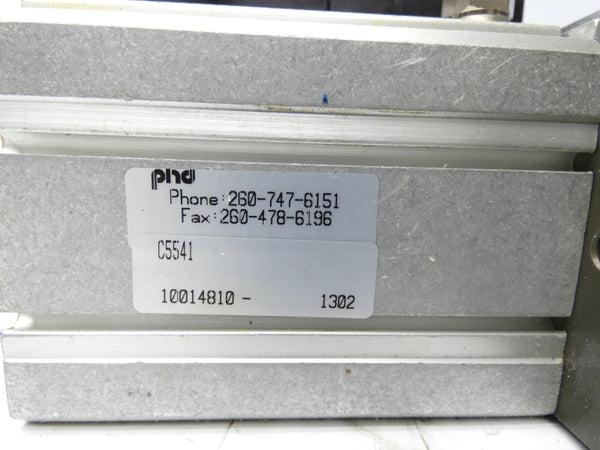 phd
Phone: 260-747-6151
Fax: 260-478-6196
C5541
10014810 - 1302